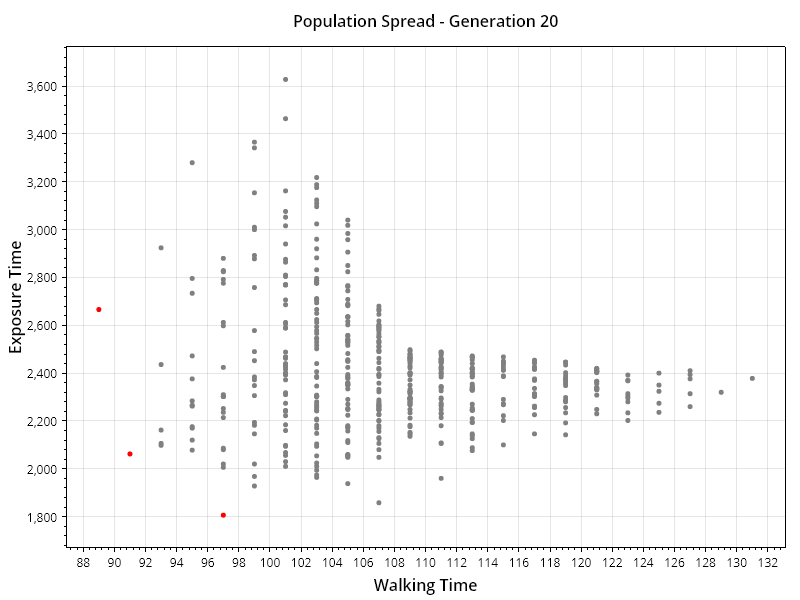 Population Spread - Generation 20
Exposure Time
3,600
3,400
3,200
3,000
2,800
2,600
2,400
2,200
2,000
1,800
88 90 92 94 96 98 100 102 104 106 108 110 112 114 116 118 120 122 124 126 128 130 132
Walking Time